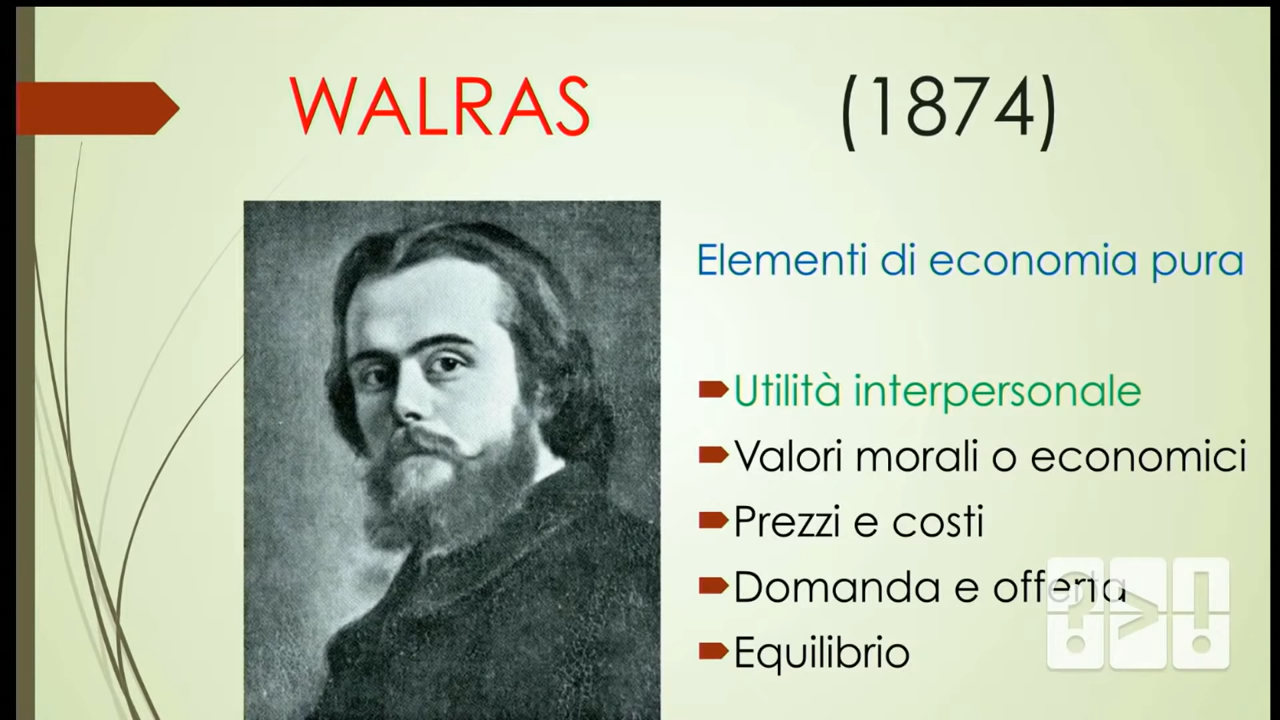 WALRAS (1874)
Elementi di economia pura
Utilità interpersonale
Valori morali o economici
Prezzi e costi
Domanda e offerta
Equilibrio
?>!